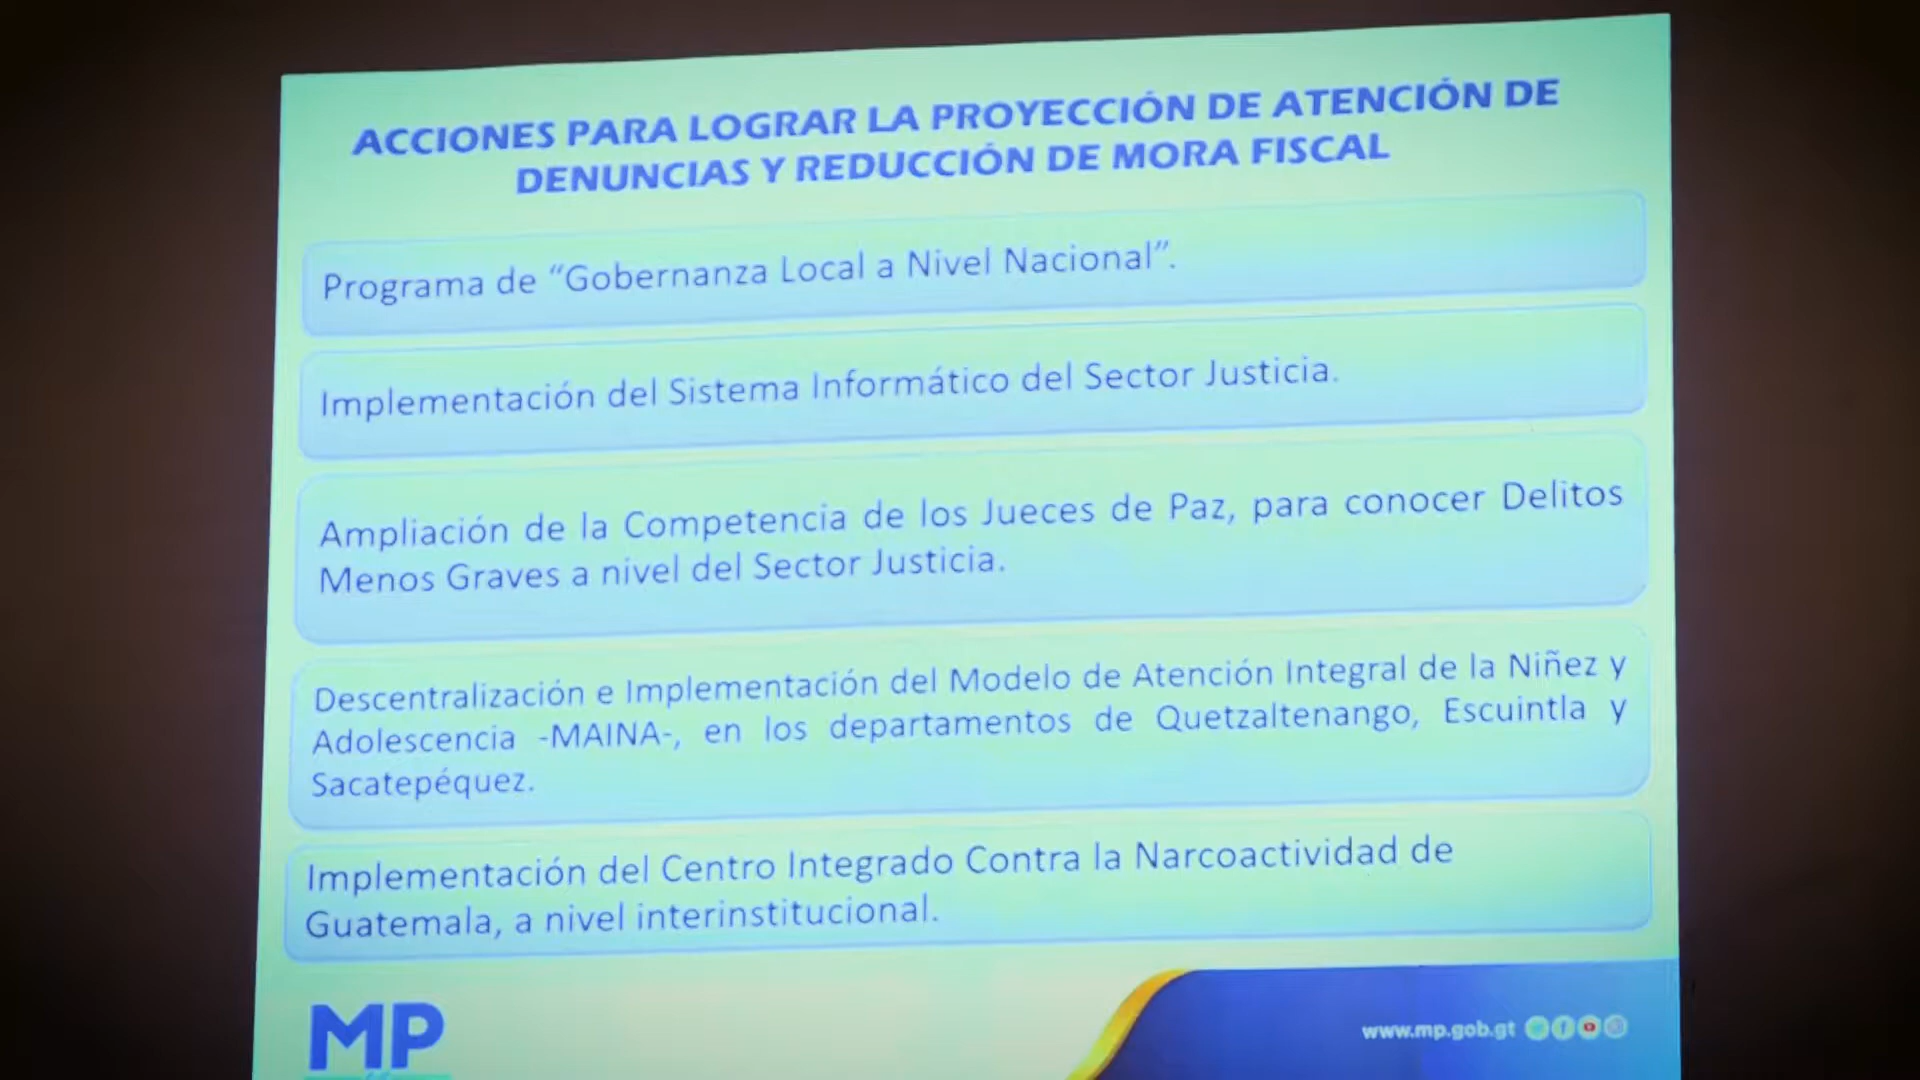 ACCIONES PARA LOGRAR LA PROYECCIÓN DE ATENCIÓN DE
DENUNCIAS Y REDUCCIÓN DE MORA FISCAL
Programa de “Gobernanza Local a Nivel Nacional”.
Implementación del Sistema Informático del Sector Justicia.
Ampliación de la Competencia de los Jueces de Paz, para conocer Delitos
Menos Graves a nivel del Sector Justicia.
Descentralización e Implementación del Modelo de Atención Integral de la Niñez y
Adolescencia -MAINA-, en los departamentos de Quetzaltenango, Escuintla y
Sacatepéquez.
Implementación del Centro Integrado Contra la Narcoactividad de
Guatemala, a nivel interinstitucional.
MP
www.mp.gob.gt